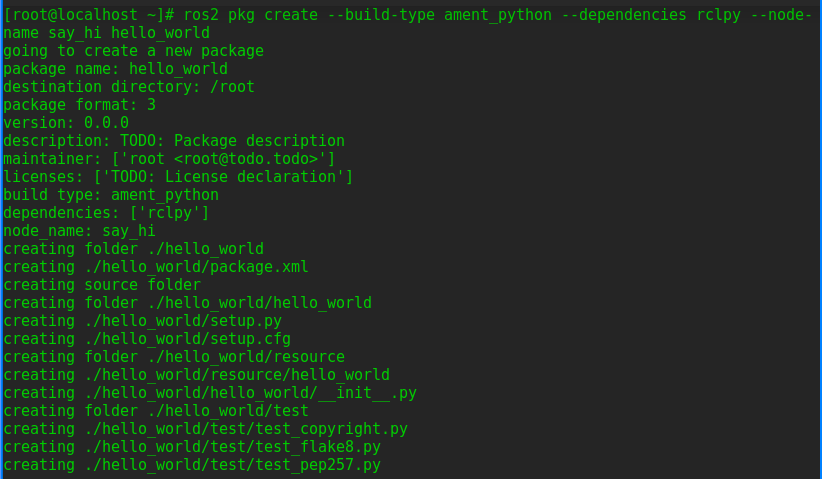 [root@localhost ~]# ros2 pkg create --build-type ament_python --dependencies rclpy --node-
name say_hi hello_world
going to create a new package
package name: hello_world
destination directory: /root
package format: 3
version: 0.0.0
description: TODO: Package description
maintainer: ['root <root@todo.todo>']
licenses: ['TODO: License declaration']
build type: ament_python
dependencies: ['rclpy']
node_name: say_hi
creating folder ./hello_world
creating ./hello_world/package.xml
creating source folder
creating folder ./hello_world/hello_world
creating ./hello_world/setup.py
creating ./hello_world/setup.cfg
creating folder ./hello_world/resource
creating ./hello_world/resource/hello_world
creating ./hello_world/hello_world/__init__.py
creating folder ./hello_world/test
creating ./hello_world/test/test_copyright.py
creating ./hello_world/test/test_flake8.py
creating ./hello_world/test/test_pep257.py